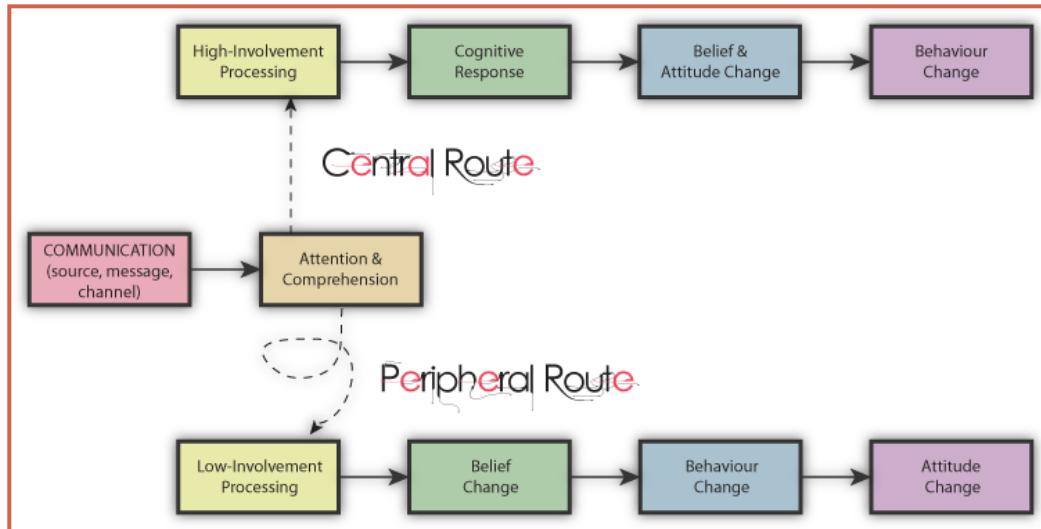 High-Involvement
Processing
Cognitive
Response
Belief &
Attitude Change
Behaviour
Change
Central Route
COMMUNICATION
(source, message,
channel)
Attention &
Comprehension
Peripheral Route
Low-Involvement
Processing
Belief
Change
Behaviour
Change
Attitude
Change